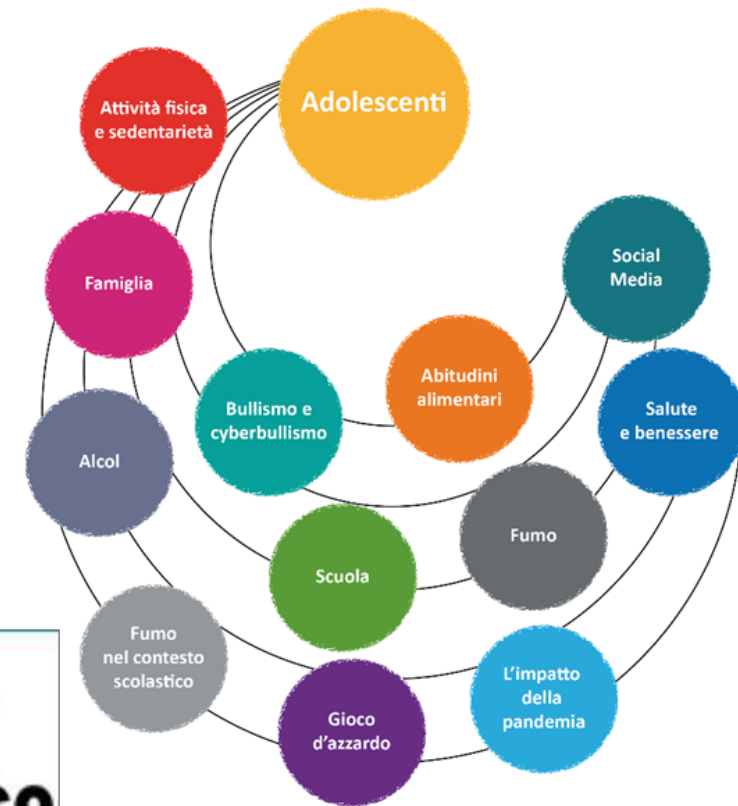 Adolescenti
Attività fisica
e sedentarietà
Famiglia
Social
Media
Abitudini
alimentari
Bullismo e
cyberbullismo
Salute
e benessere
Alcol
Fumo
Scuola
Fumo
nel contesto
scolastico
L'impatto
della
pandemia
Gioco
d'azzardo